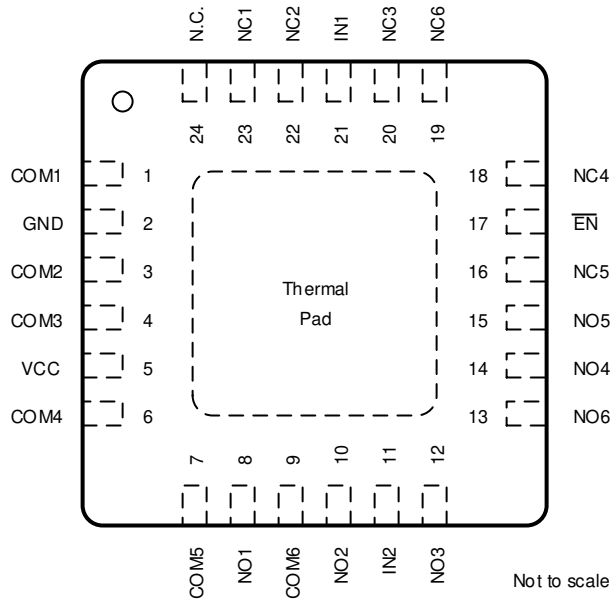 N.C. NC1 NC2 IN1 NC3 NC6
24 23 22 21 20 19
COM1 1 18 NC4
GND 2 17 EN
COM2 3 16 NC5
COM3 4 15 NO5
VCC 5 14 NO4
COM4 6 13 NO6
Thermal
Pad
7 8 9 10 11 12
COM5 NO1 COM6 NO2 IN2 NO3
Not to scale